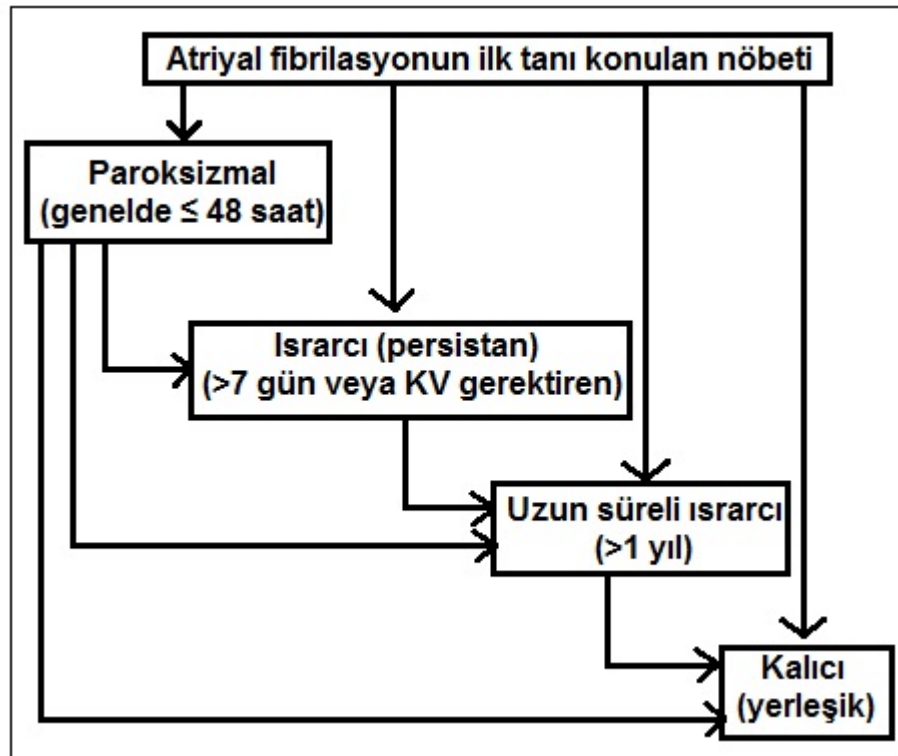 Atriyal fibrilasyonun ilk tanı konulan nöbeti
Paroksizmal
(genelde ≤ 48 saat)
Israrcı (persistan)
(>7 gün veya KV gerektiren)
Uzun süreli ısrarcı
(>1 yıl)
Kalıcı
(yerleşik)